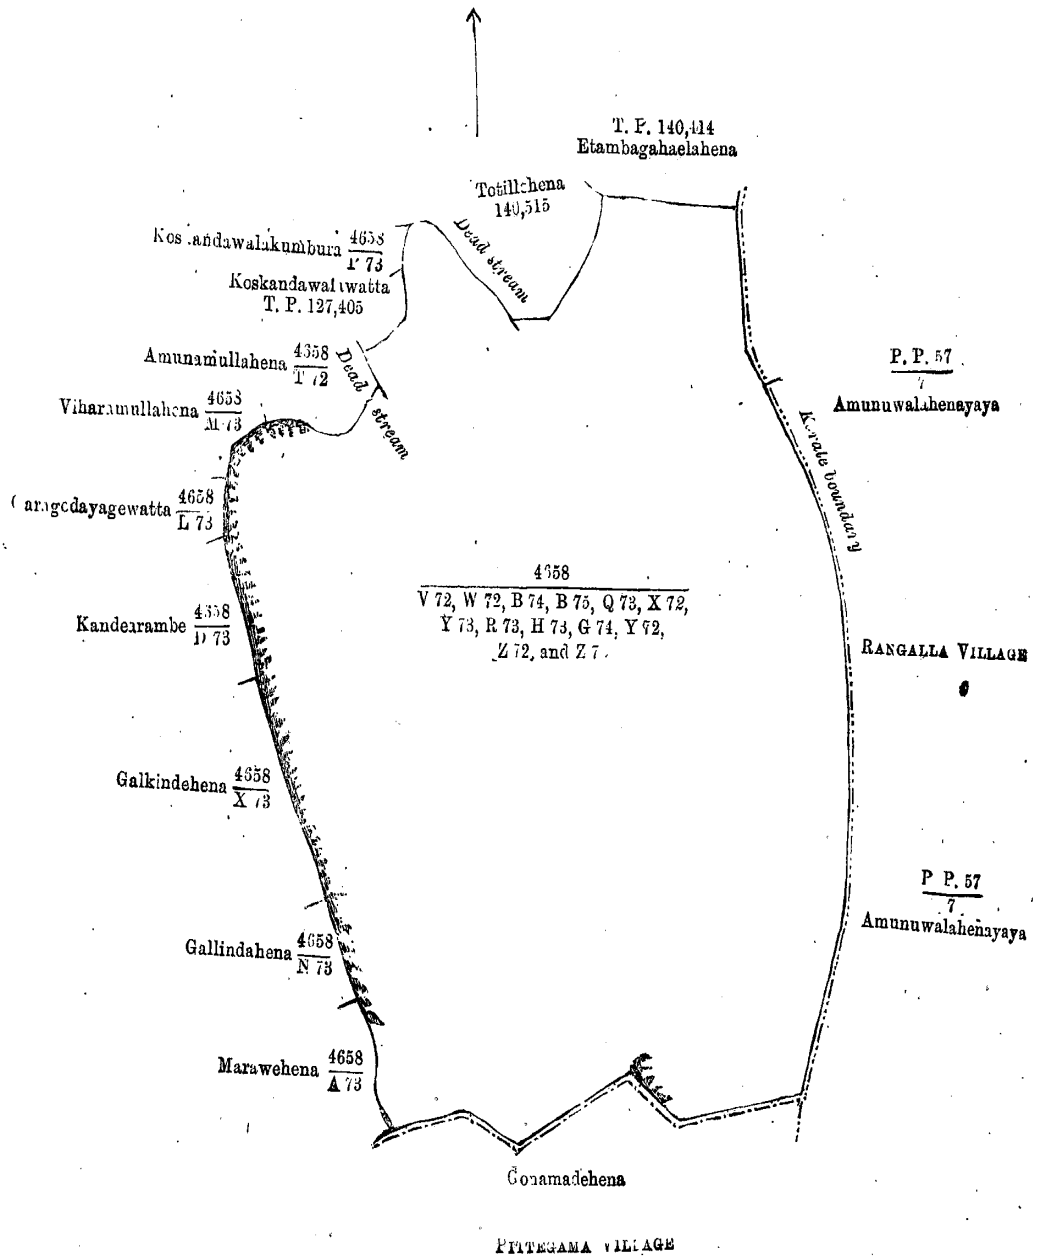 T. P. 140,414
Etambagahaelahena
Totillehena
140,515
Dead stream
4658
F 73
Koskandawalawatta
T. P. 127,405
Amunamullahena 4658
T 72
Dead stream
Viharamullahena 4658
M 73
4658
L 73
Kandearambe 4658
D 73
Galkindehena 4658
X 73
Gallindahena 4658
N 73
Marawehena 4658
A 73
4658
V 72, W 72, B 74, B 75, Q 73, X 72,
Y 73, R 73, H 73, G 74, Y 72,
Z 72, and
P. P. 57
7
Amunuwalahenayaya
Korale boundary
RANGALLA VILLAGE
P P. 57
7
Amunuwalahenayaya
Gonamadehena
VILLAGE